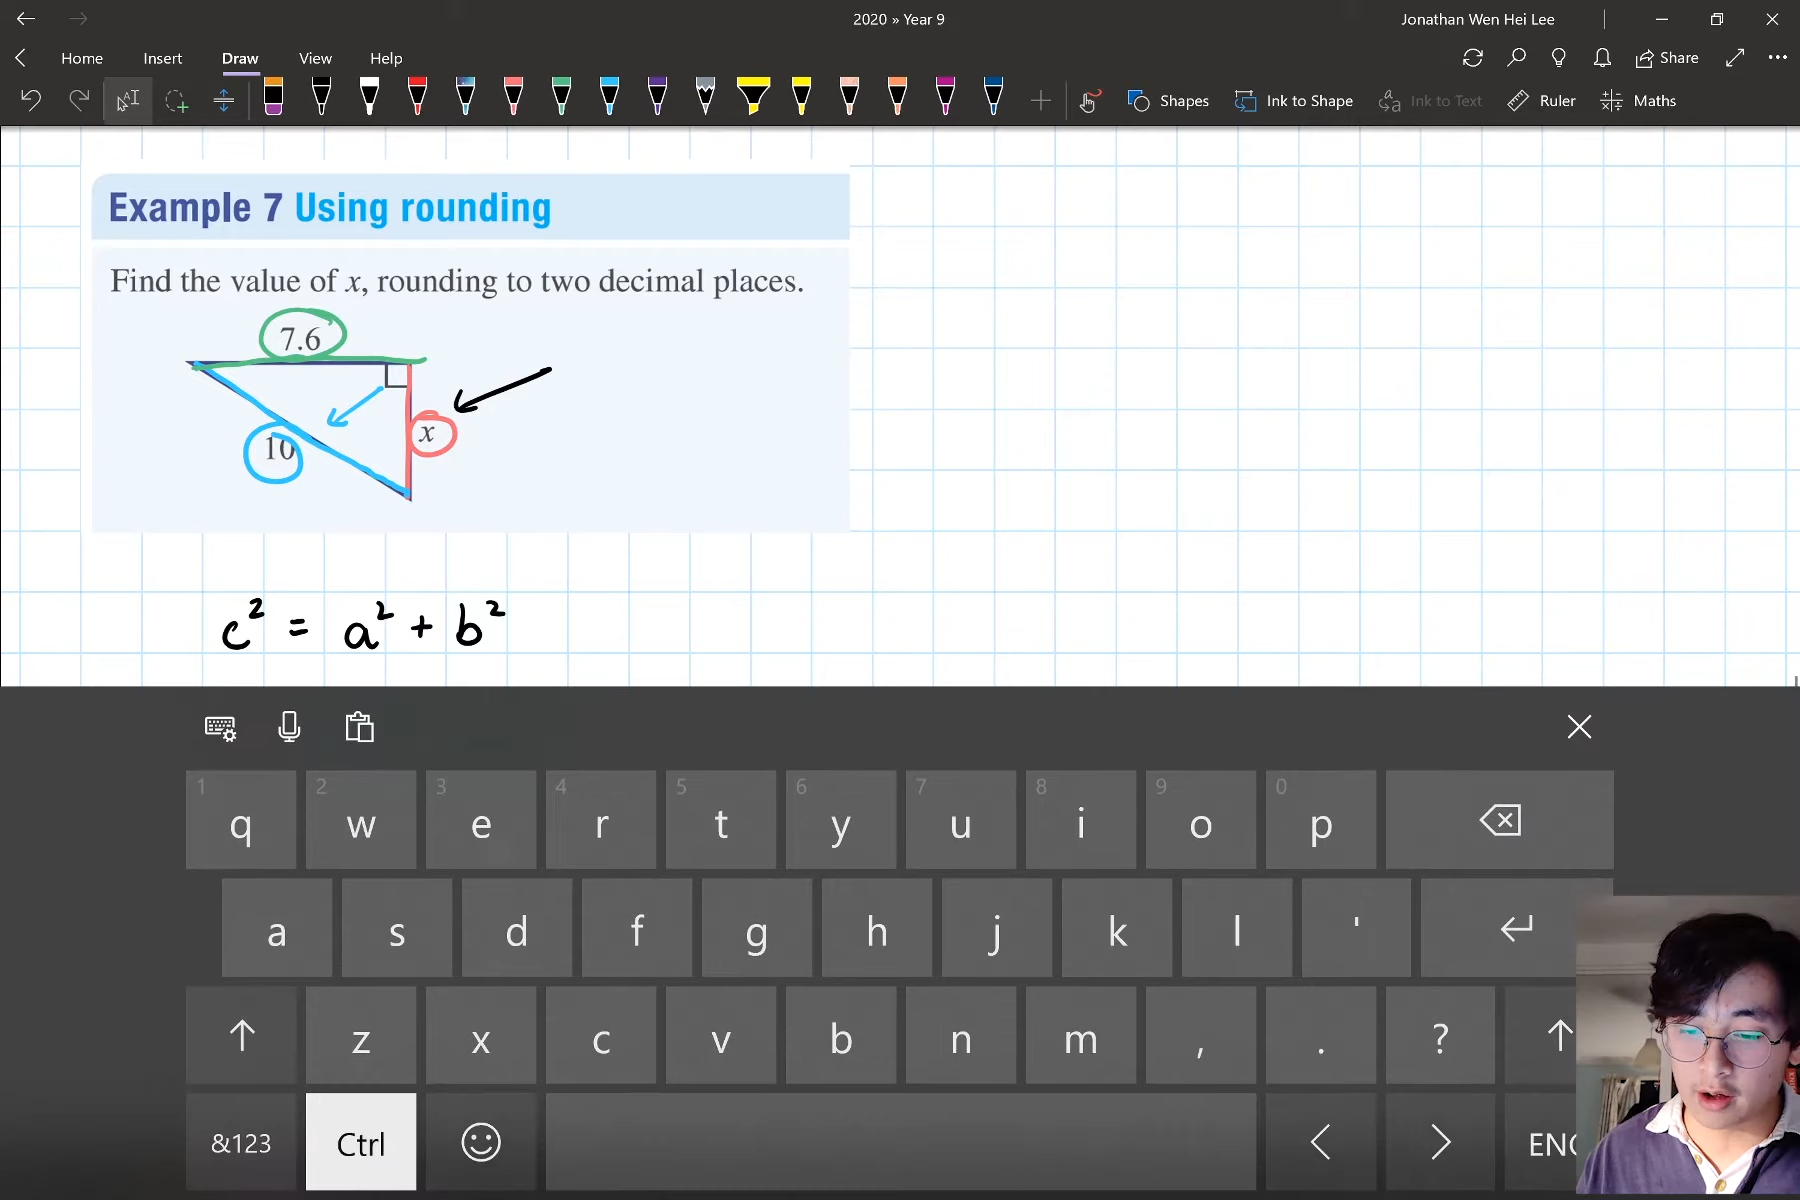 2020 » Year 9
Jonathan Wen Hei Lee
Home Insert Draw View Help
Share
Shapes Ink to Shape Ink to Text Ruler Maths
Example 7 Using rounding
Find the value of x, rounding to two decimal places.
7.6
x
10
c² = a² + b²
1 2 3 4 5 6 7 8 9 0
q w e r t y u i o p
a s d f g h j k l '
z x c v b n m , . ?
&123 Ctrl